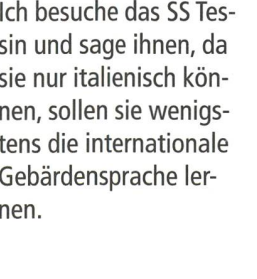 Ich besuche das SS Tes-
sin und sage ihnen, da
sie nur italienisch kön-
nen, sollen sie wenigs-
tens die internationale
Gebärdensprache ler-
nen.